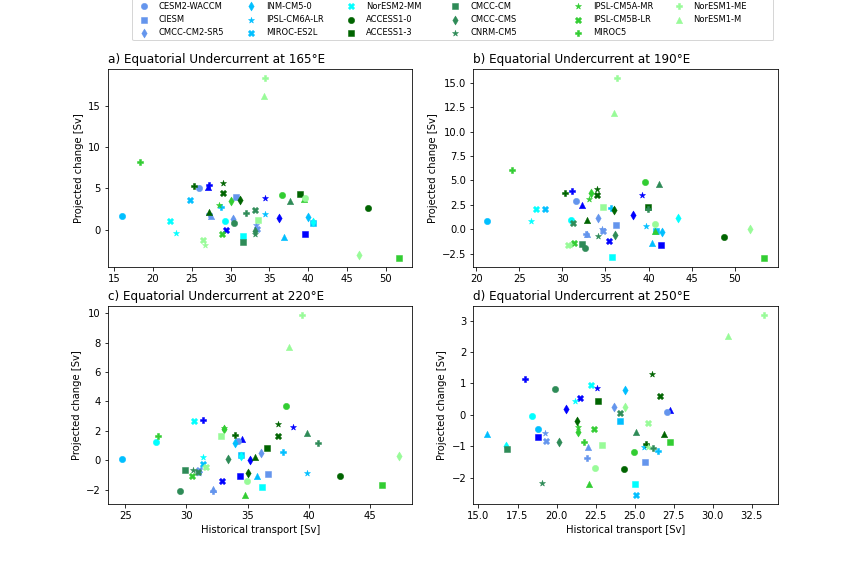 CESM2-WACCM INM-CM5-0 NorESM2-MM CMCC-CM IPSL-CM5A-MR NorESM1-ME
CIESM IPSL-CM6A-LR ACCESS1-0 CMCC-CMS IPSL-CM5B-LR NorESM1-M
CMCC-CM2-SR5 MIROC-ES2L ACCESS1-3 CNRM-CM5 MIROC5
a) Equatorial Undercurrent at 165°E
b) Equatorial Undercurrent at 190°E
Projected change [Sv]
15
10
5
0
15 20 25 30 35 40 45 50
Projected change [Sv]
15.0
12.5
10.0
7.5
5.0
2.5
0.0
−2.5
20 25 30 35 40 45 50
c) Equatorial Undercurrent at 220°E
d) Equatorial Undercurrent at 250°E
Projected change [Sv]
10
8
6
4
2
0
−2
25 30 35 40 45
Historical transport [Sv]
Projected change [Sv]
3
2
1
0
−1
−2
15.0 17.5 20.0 22.5 25.0 27.5 30.0 32.5
Historical transport [Sv]